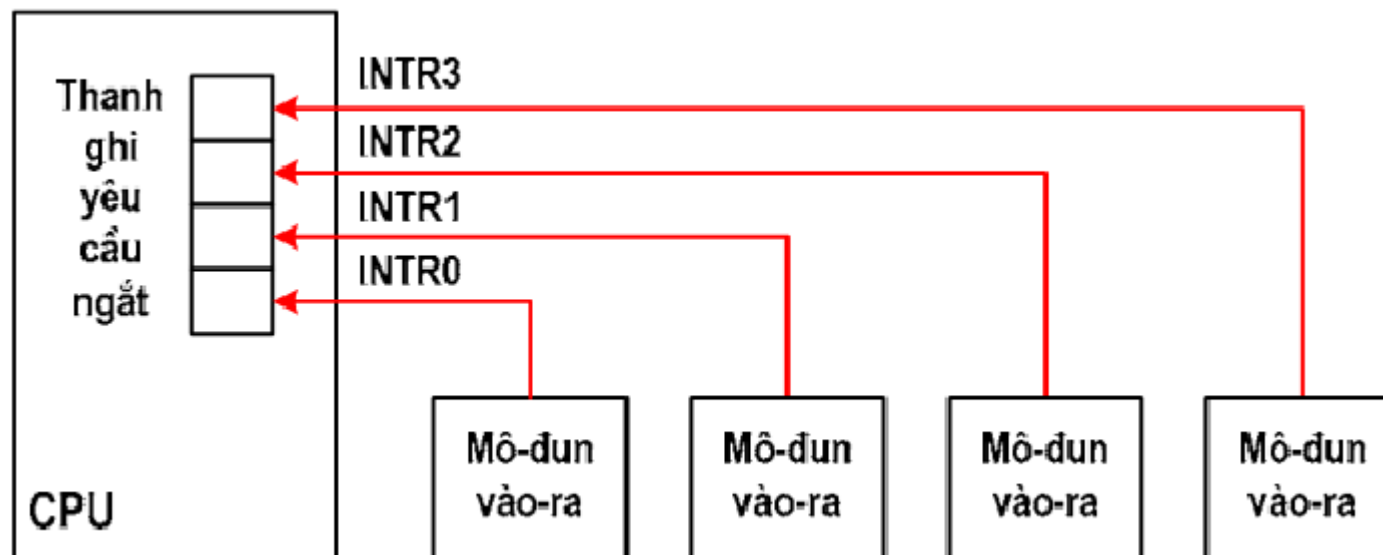 Thanh
ghi
yêu
cầu
ngắt
INTR3
INTR2
INTR1
INTR0
CPU
Mô-đun
vào-ra
Mô-đun
vào-ra
Mô-đun
vào-ra
Mô-đun
vào-ra